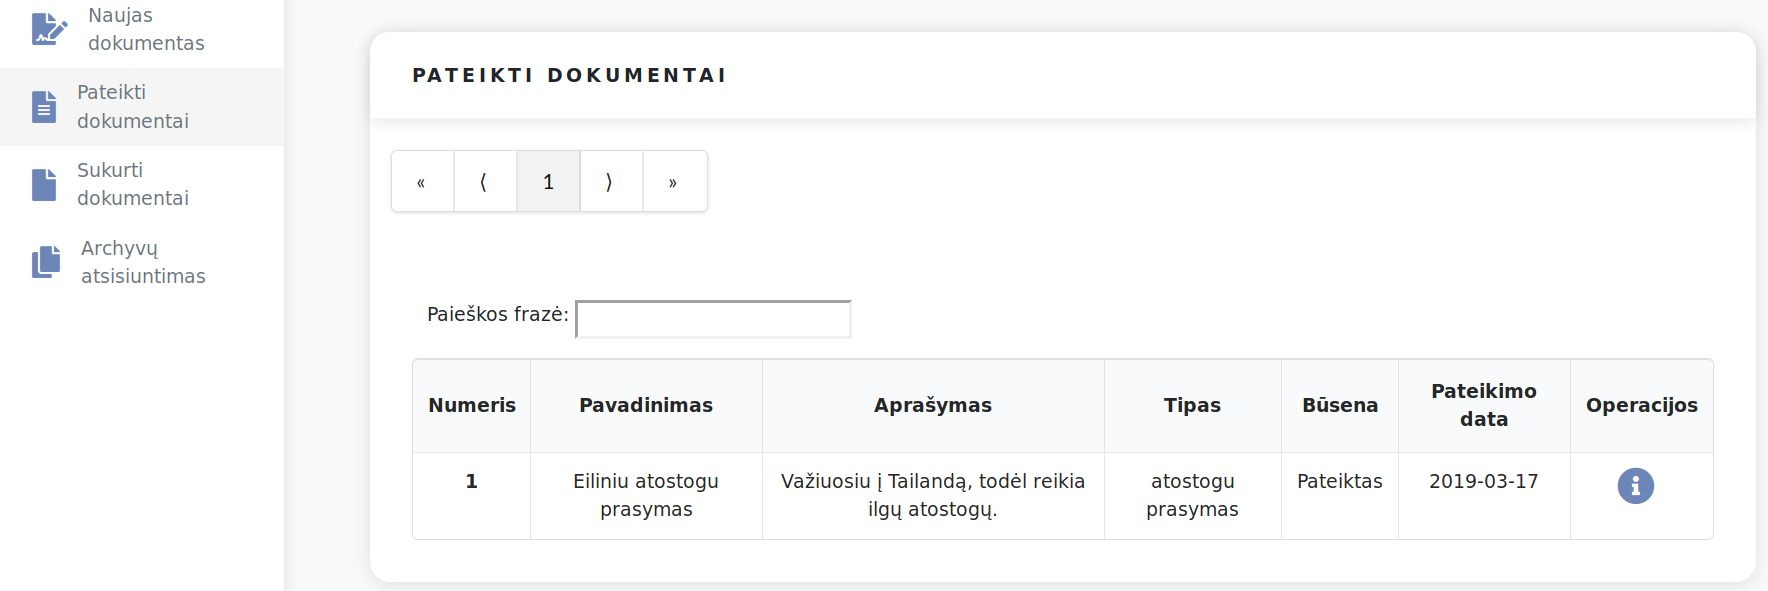 Naujas
dokumentas
Pateikti
dokumentai
Sukurti
dokumentai
Archyvų
atsisiuntimas
PATEIKTI DOKUMENTAI
« ⟨ 1 ⟩ »
Paieškos frazė:
Numeris Pavadinimas Aprašymas Tipas Būsena Pateikimo data Operacijos
1 Eiliniu atostogu prasymas Važiuosiu į Tailandą, todėl reikia ilgų atostogų. atostogu prasymas Pateiktas 2019-03-17